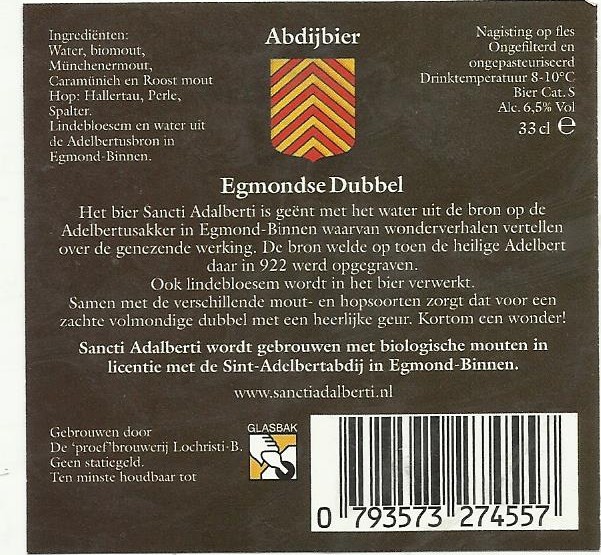 Ingrediënten:
Water, biomout,
Münchenermout,
Caramünich en Roost mout
Hop: Hallertau, Perle,
Spalter.
Lindebloesem en water uit
de Adelbertusbron in
Egmond-Binnen.
Abdijbier
Nagisting op fles
Ongefilterd en
ongepasturiseerd
Drinktemperatuur 8-10°C
Bier Cat. S
Alc. 6,5% Vol
33 cl ℮
Egmondse Dubbel
Het bier Sancti Adalberti is geënt met het water uit de bron op de
Adelbertusakker in Egmond-Binnen waarvan wonderverhalen vertellen
over de genezende werking. De bron welde op toen de heilige Adelbert
daar in 922 werd opgegraven.
Ook lindebloesem wordt in het bier verwerkt.
Samen met de verschillende mout- en hopsoorten zorgt dat voor een
zachte volmondige dubbel met een heerlijke geur. Kortom een wonder!
Sancti Adalberti wordt gebrouwen met biologische mouten in
licentie met de Sint-Adelbertabdij in Egmond-Binnen.
www.sanctiadalberti.nl
Gebrouwen door
De 'proef'brouwerij Lochristi-B.
Geen statiegeld.
Ten minste houdbaar tot
GLASBAK
0 793573 274557